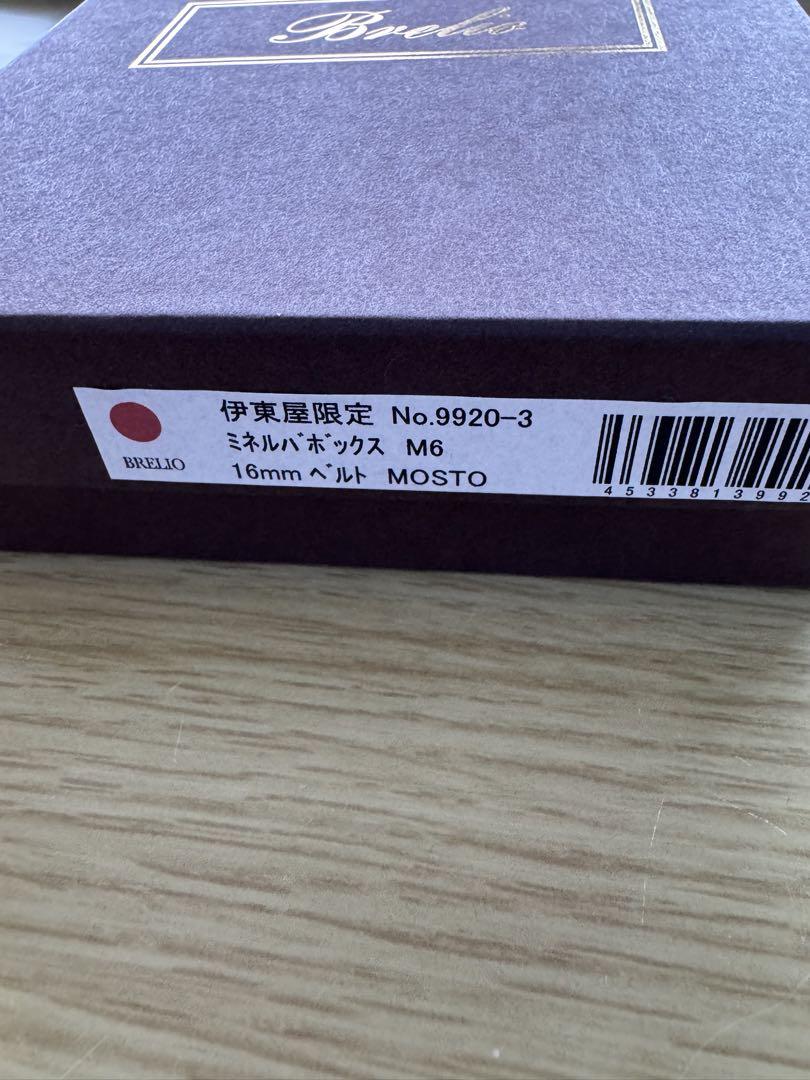 Brelio
伊東屋限定 No.9920-3
ミネルバボックス M6
16mm ベルト MOSTO
BRELIO
4533813992